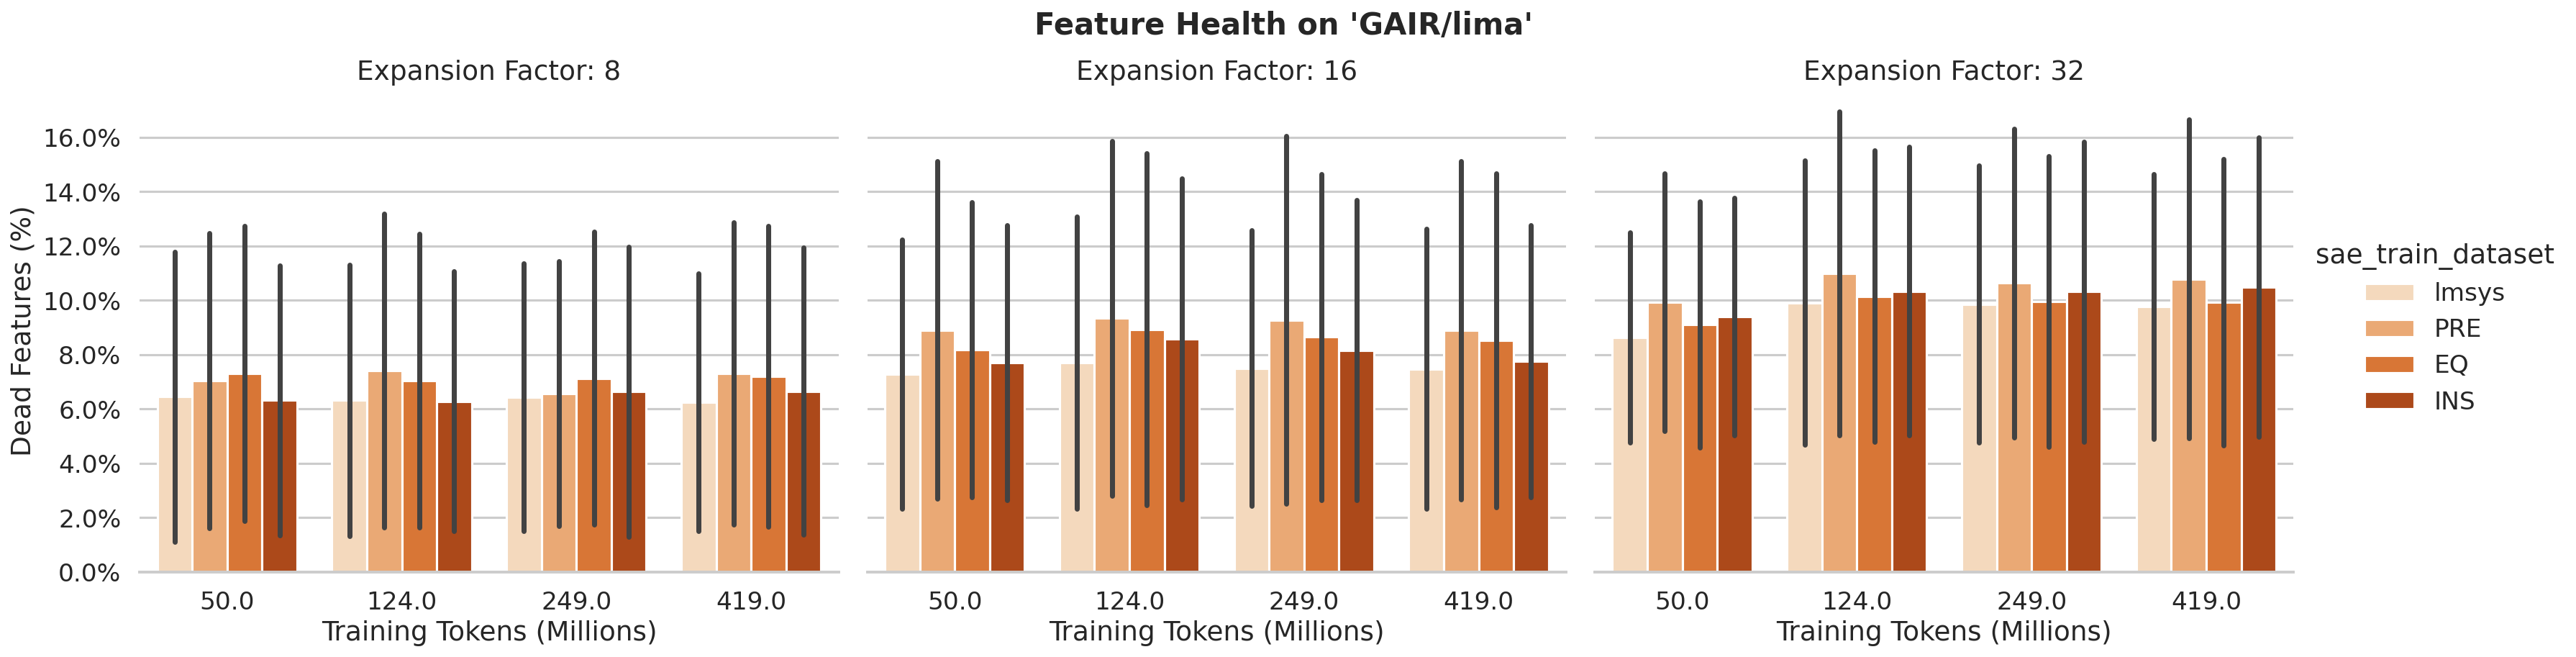 Feature Health on 'GAIR/lima'
Expansion Factor: 8
Expansion Factor: 16
Expansion Factor: 32
Dead Features (%)
16.0%
14.0%
12.0%
10.0%
8.0%
6.0%
4.0%
2.0%
0.0%
50.0 124.0 249.0 419.0
Training Tokens (Millions)
50.0 124.0 249.0 419.0
Training Tokens (Millions)
50.0 124.0 249.0 419.0
Training Tokens (Millions)
sae_train_dataset
lmsys
PRE
EQ
INS